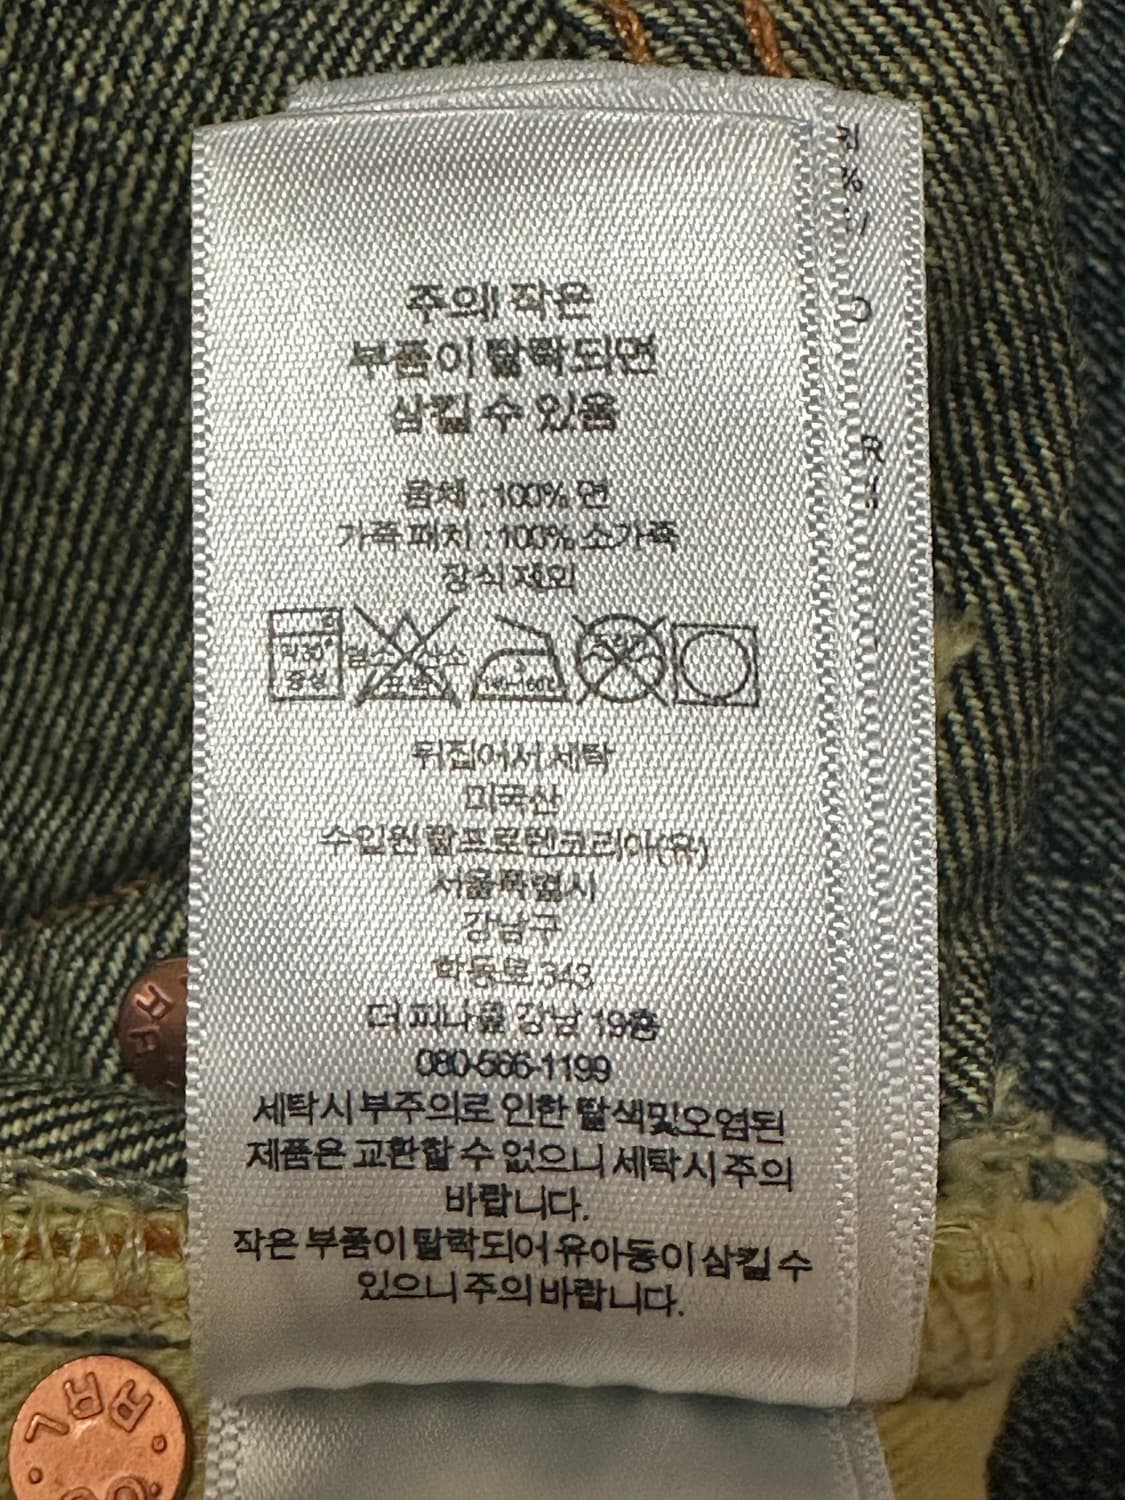 주의! 작은
부품이 탈락되면
삼킬 수 있음
몸체 : 100% 면
가죽 패치 : 100% 소가죽
장식 제외
약30°
중성
뒤집어서 세탁
미국산
수입원 랄프로렌코리아(유)
서울특별시
강남구
학동로 343
더 피나클 강남 19층
080-566-1199
세탁시 부주의로 인한 탈색및오염된
제품은 교환할 수 없으니 세탁시 주의
바랍니다.
작은 부품이 탈락되어 유아동이 삼킬 수
있으니 주의 바랍니다.
RRL